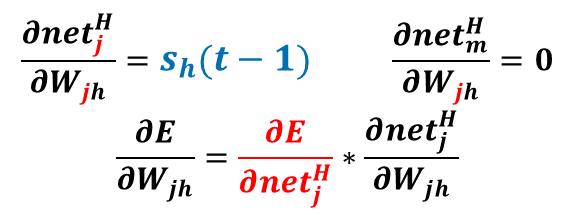 ∂net_j^H / ∂W_jh = s_h(t − 1)    ∂net_m^H / ∂W_jh = 0
∂E / ∂W_jh = ∂E / ∂net_j^H * ∂net_j^H / ∂W_jh